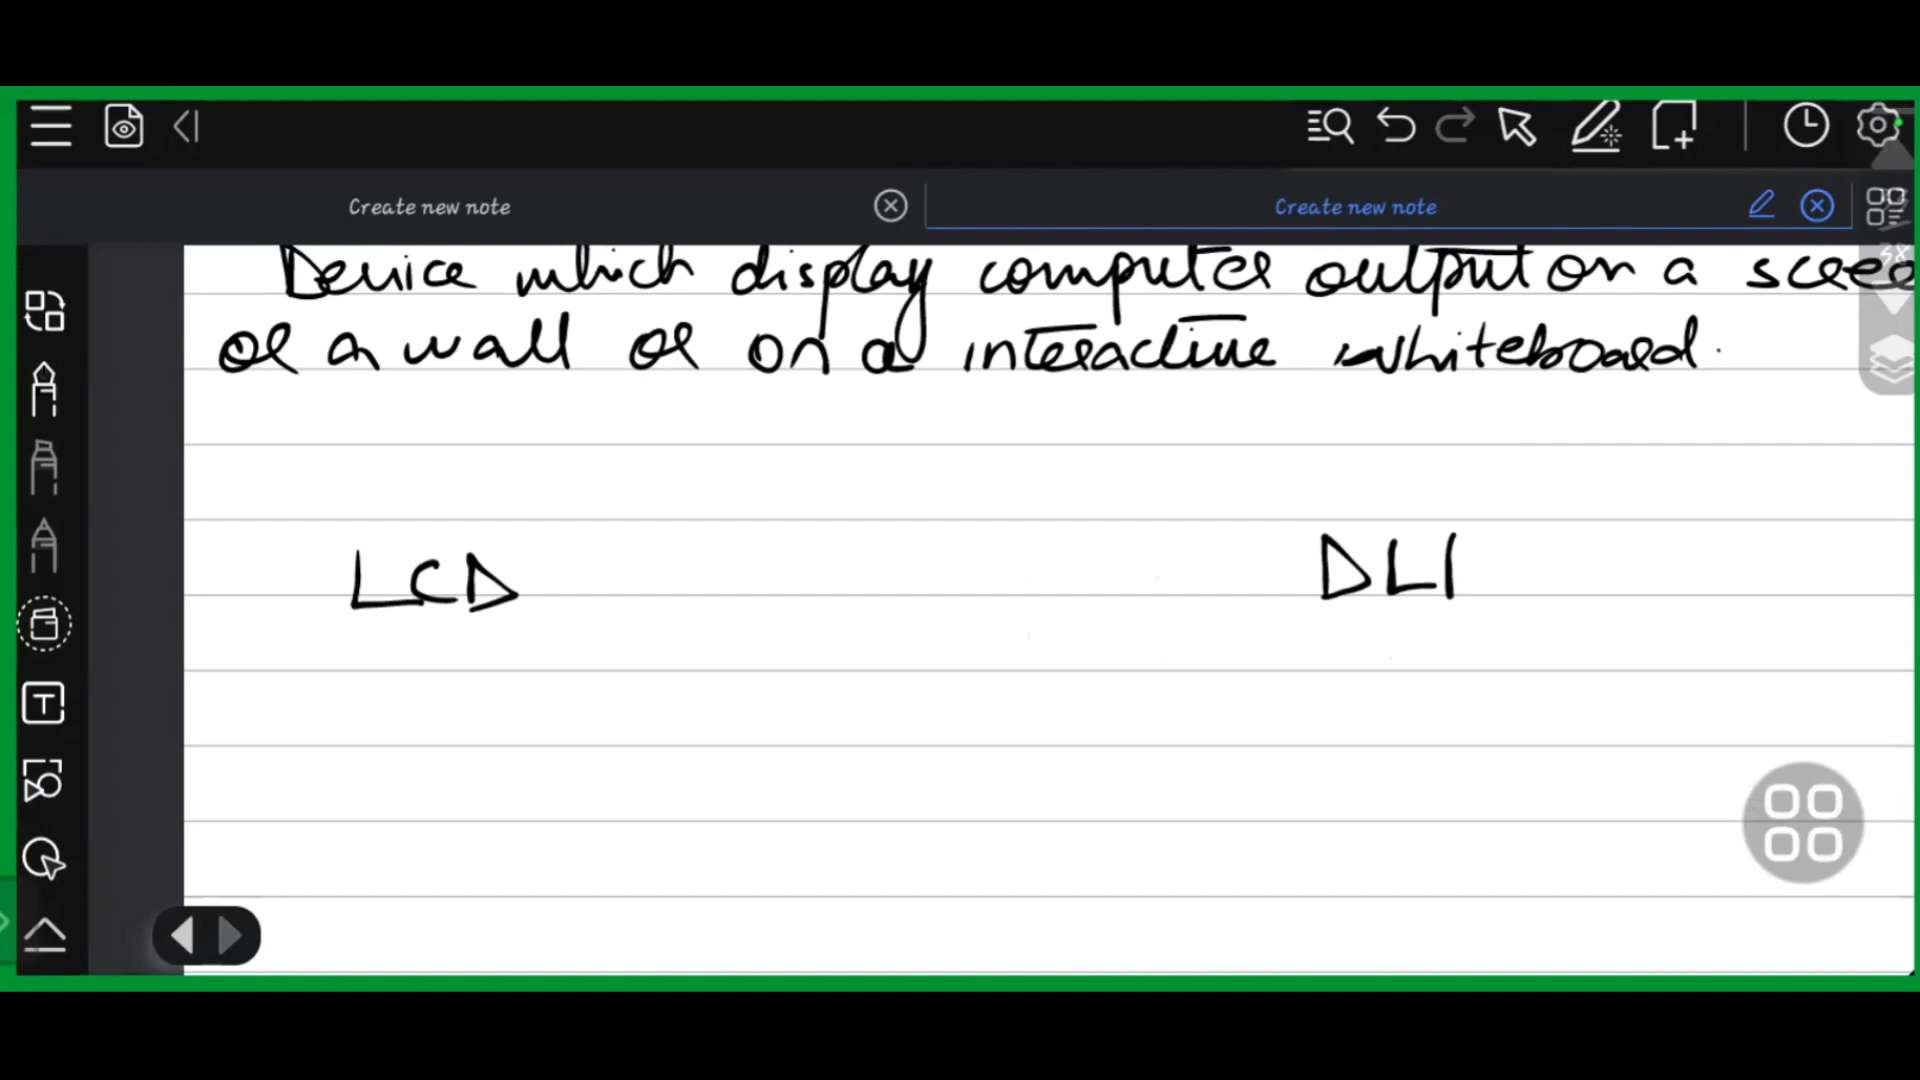 Create new note Create new note
Device which display computer output on a scree
or a wall or on a interactive whiteboard.
LCD DLI